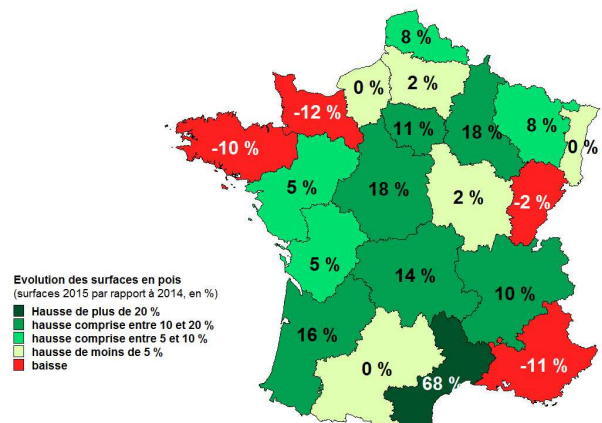 8 %
0 %
2 %
-12 %
11 %
18 %
8 %
0 %
-10 %
5 %
18 %
2 %
-2 %
5 %
14 %
10 %
Evolution des surfaces en pois
(surfaces 2015 par rapport à 2014, en %)
Hausse de plus de 20 %
hausse comprise entre 10 et 20 %
hausse comprise entre 5 et 10 %
hausse de moins de 5 %
baisse
16 %
0 %
68 %
-11 %